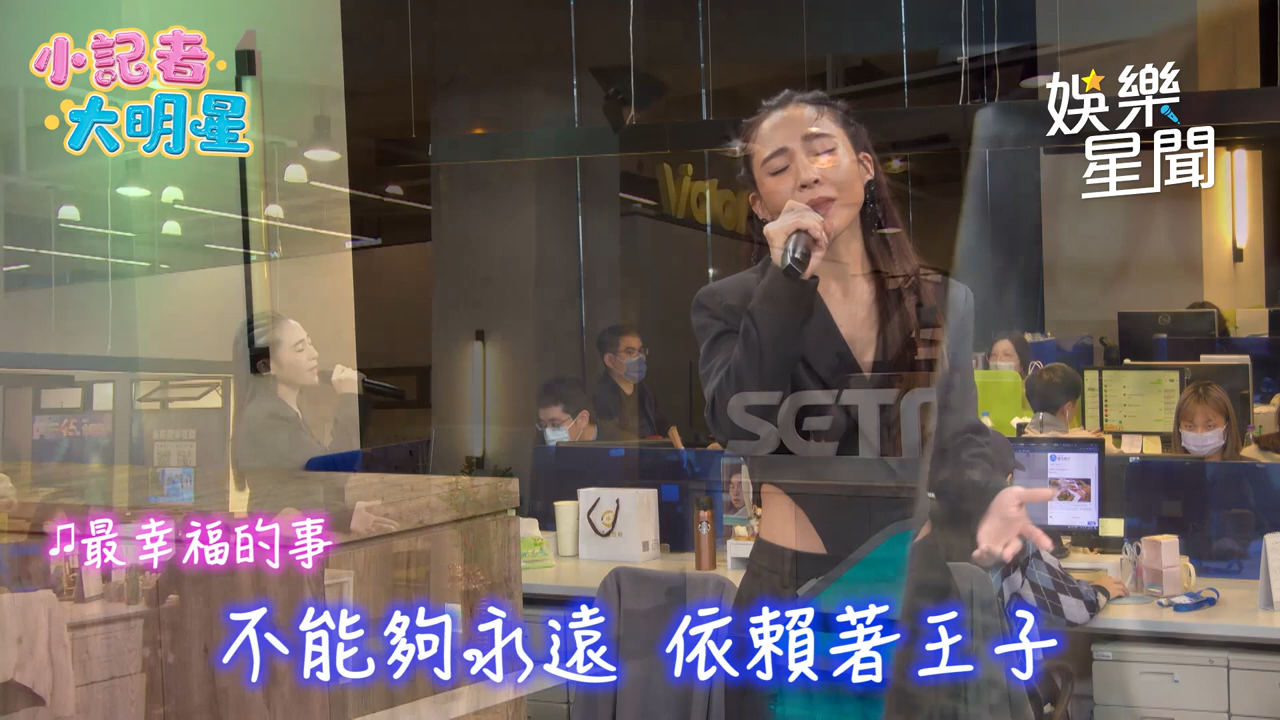 小記者
大明星
娛樂
星聞
SETN
♫最幸福的事
不能夠永遠 依賴著王子